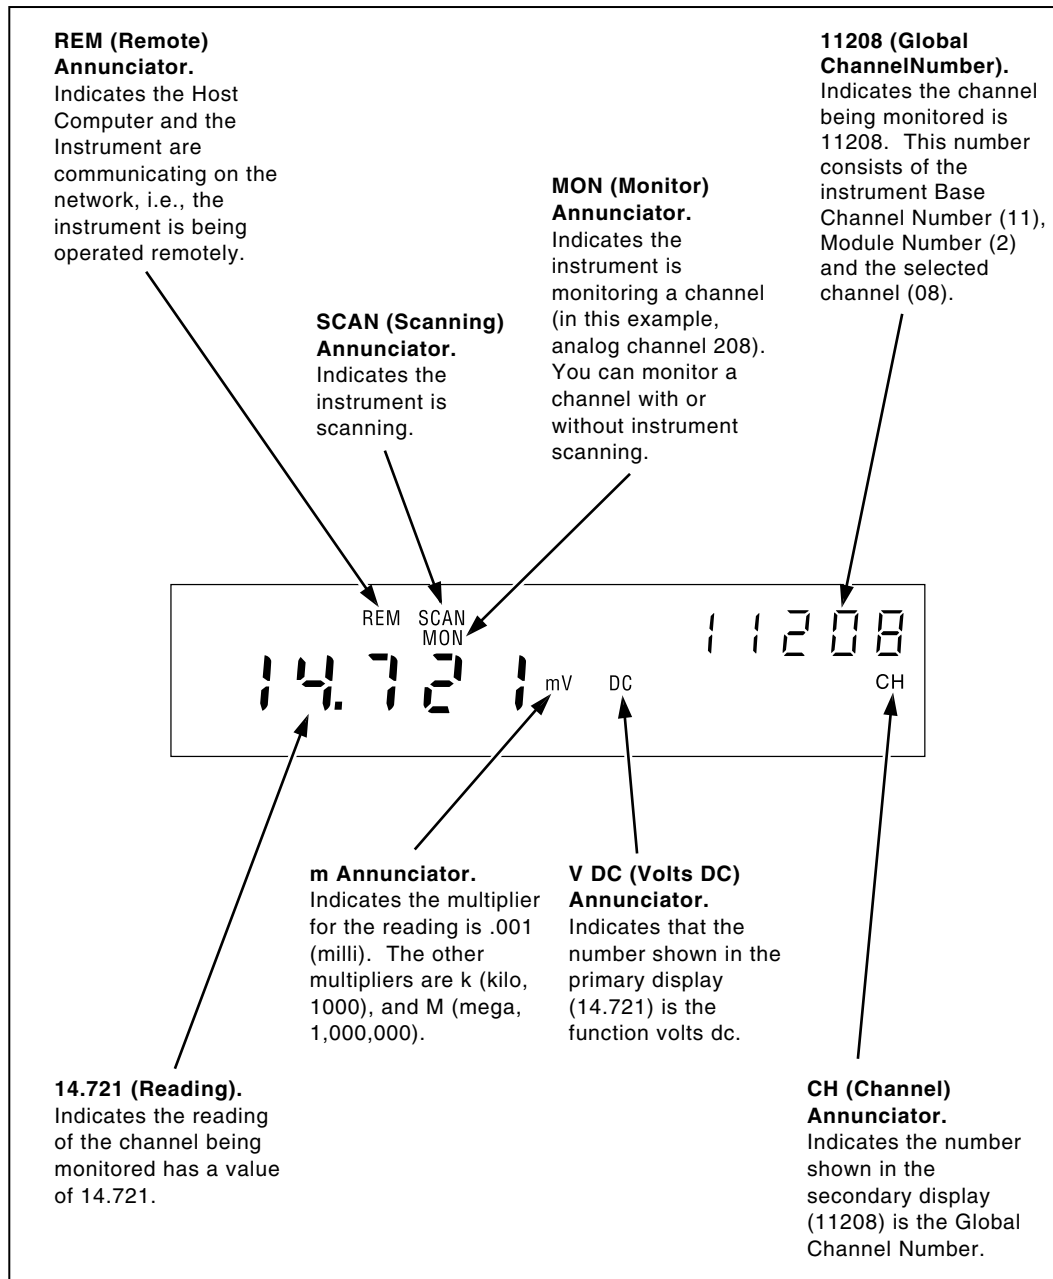 REM (Remote)
Annunciator.
Indicates the Host
Computer and the
Instrument are
communicating on the
network, i.e., the
instrument is being
operated remotely.
SCAN (Scanning)
Annunciator.
Indicates the
instrument is
scanning.
MON (Monitor)
Annunciator.
Indicates the
instrument is
monitoring a channel
(in this example,
analog channel 208).
You can monitor a
channel with or
without instrument
scanning.
11208 (Global
ChannelNumber).
Indicates the channel
being monitored is
11208. This number
consists of the
instrument Base
Channel Number (11),
Module Number (2)
and the selected
channel (08).
REM SCAN
MON
11208
14.721 mV DC
CH
m Annunciator.
Indicates the multiplier
for the reading is .001
(milli). The other
multipliers are k (kilo,
1000), and M (mega,
1,000,000).
V DC (Volts DC)
Annunciator.
Indicates that the
number shown in the
primary display
(14.721) is the
function volts dc.
14.721 (Reading).
Indicates the reading
of the channel being
monitored has a value
of 14.721.
CH (Channel)
Annunciator.
Indicates the number
shown in the
secondary display
(11208) is the Global
Channel Number.